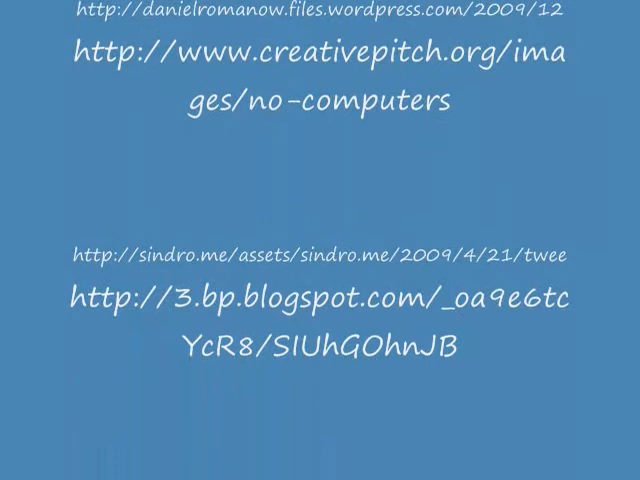 http://danielromanow.files.wordpress.com/2009/12
http://www.creativepitch.org/ima
ges/no-computers
http://sindro.me/assets/sindro.me/2009/4/21/twee
http://3.bp.blogspot.com/_oa9e6tc
YcR8/SIUhGOhnJB